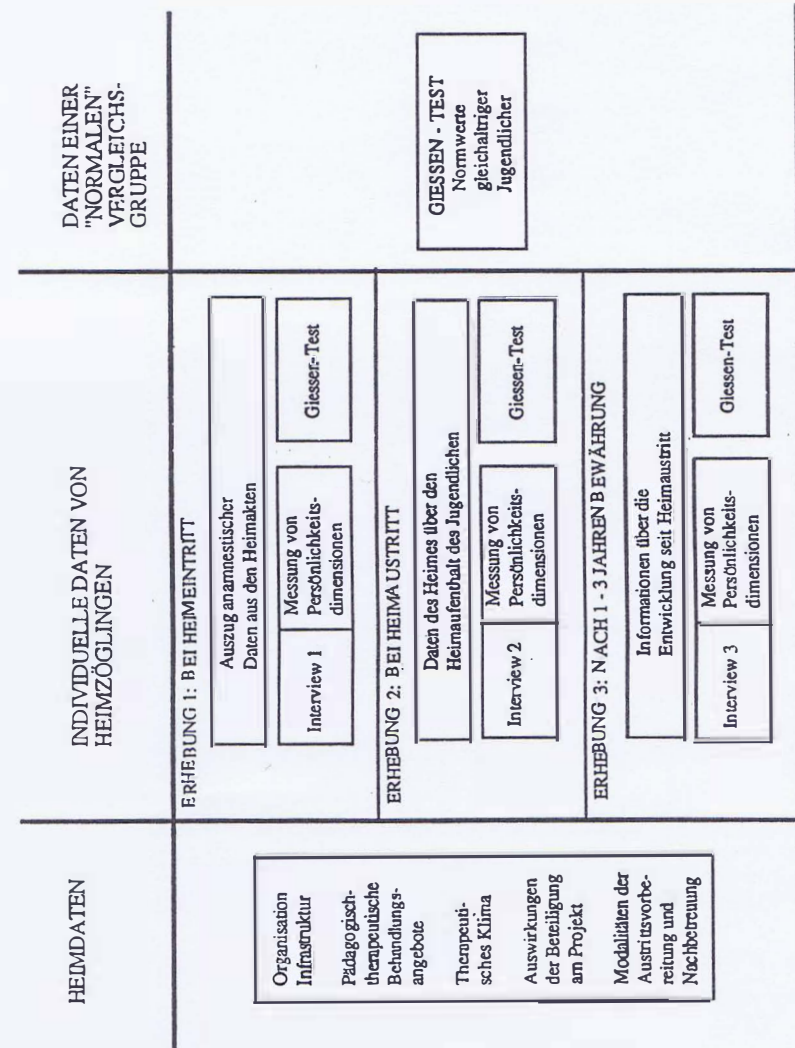 HEIMDATEN
Organisation
Infrastruktur
Pädagogisch-
therapeutische
Behandlungs-
angebote
Therapeuti-
sches Klima
Auswirkungen
der Beteiligung
am Projekt
Modalitäten der
Austrittsvorbe-
reitung und
Nachbetreuung
INDIVIDUELLE DATEN VON
HEIMZÖGLINGEN
ERHEBUNG 1: BEI HEIMEINTRITT
Auszug anamnestischer
Daten aus den Heimakten
Interview 1
Messung von
Persönlichkeits-
dimensionen
Giessen-Test
ERHEBUNG 2: BEI HEIMAUSTRITT
Daten des Heimes über den
Heimaufenthalt des Jugendlichen
Interview 2
Messung von
Persönlichkeits-
dimensionen
Giessen-Test
ERHEBUNG 3: NACH 1 - 3 JAHREN BEWÄHRUNG
Informationen über die
Entwicklung seit Heimaustritt
Interview 3
Messung von
Persönlichkeits-
dimensionen
Giessen-Test
DATEN EINER
"NORMALEN"
VERGLEICHS-
GRUPPE
GIESSEN - TEST
Normwerte
gleichaltriger
Jugendlicher